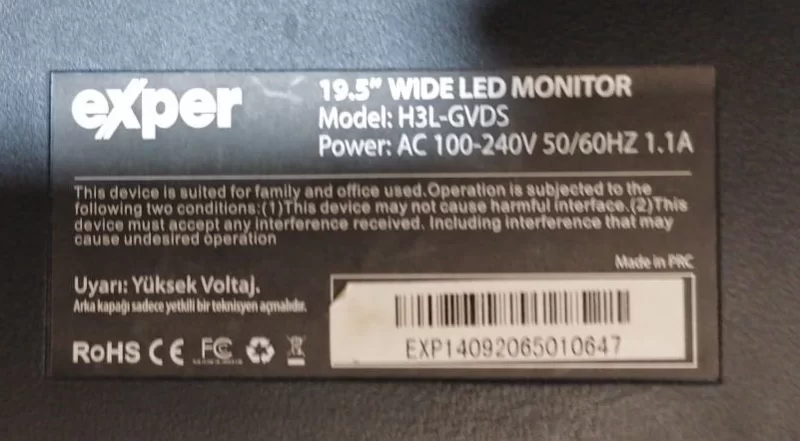 exper
19.5" WIDE LED MONITOR
Model: H3L-GVDS
Power: AC 100-240V 50/60HZ 1.1A
This device is suited for family and office used.Operation is subjected to the
following two conditions:(1)This device may not cause harmful interface.(2)This
device must accept any interference received. Including interference that may
cause undesired operation
Made in PRC
Uyarı: Yüksek Voltaj.
Arka kapağı sadece yetkili bir teknisyen açmalıdır.
RoHS CE FC
EXP14092065010647